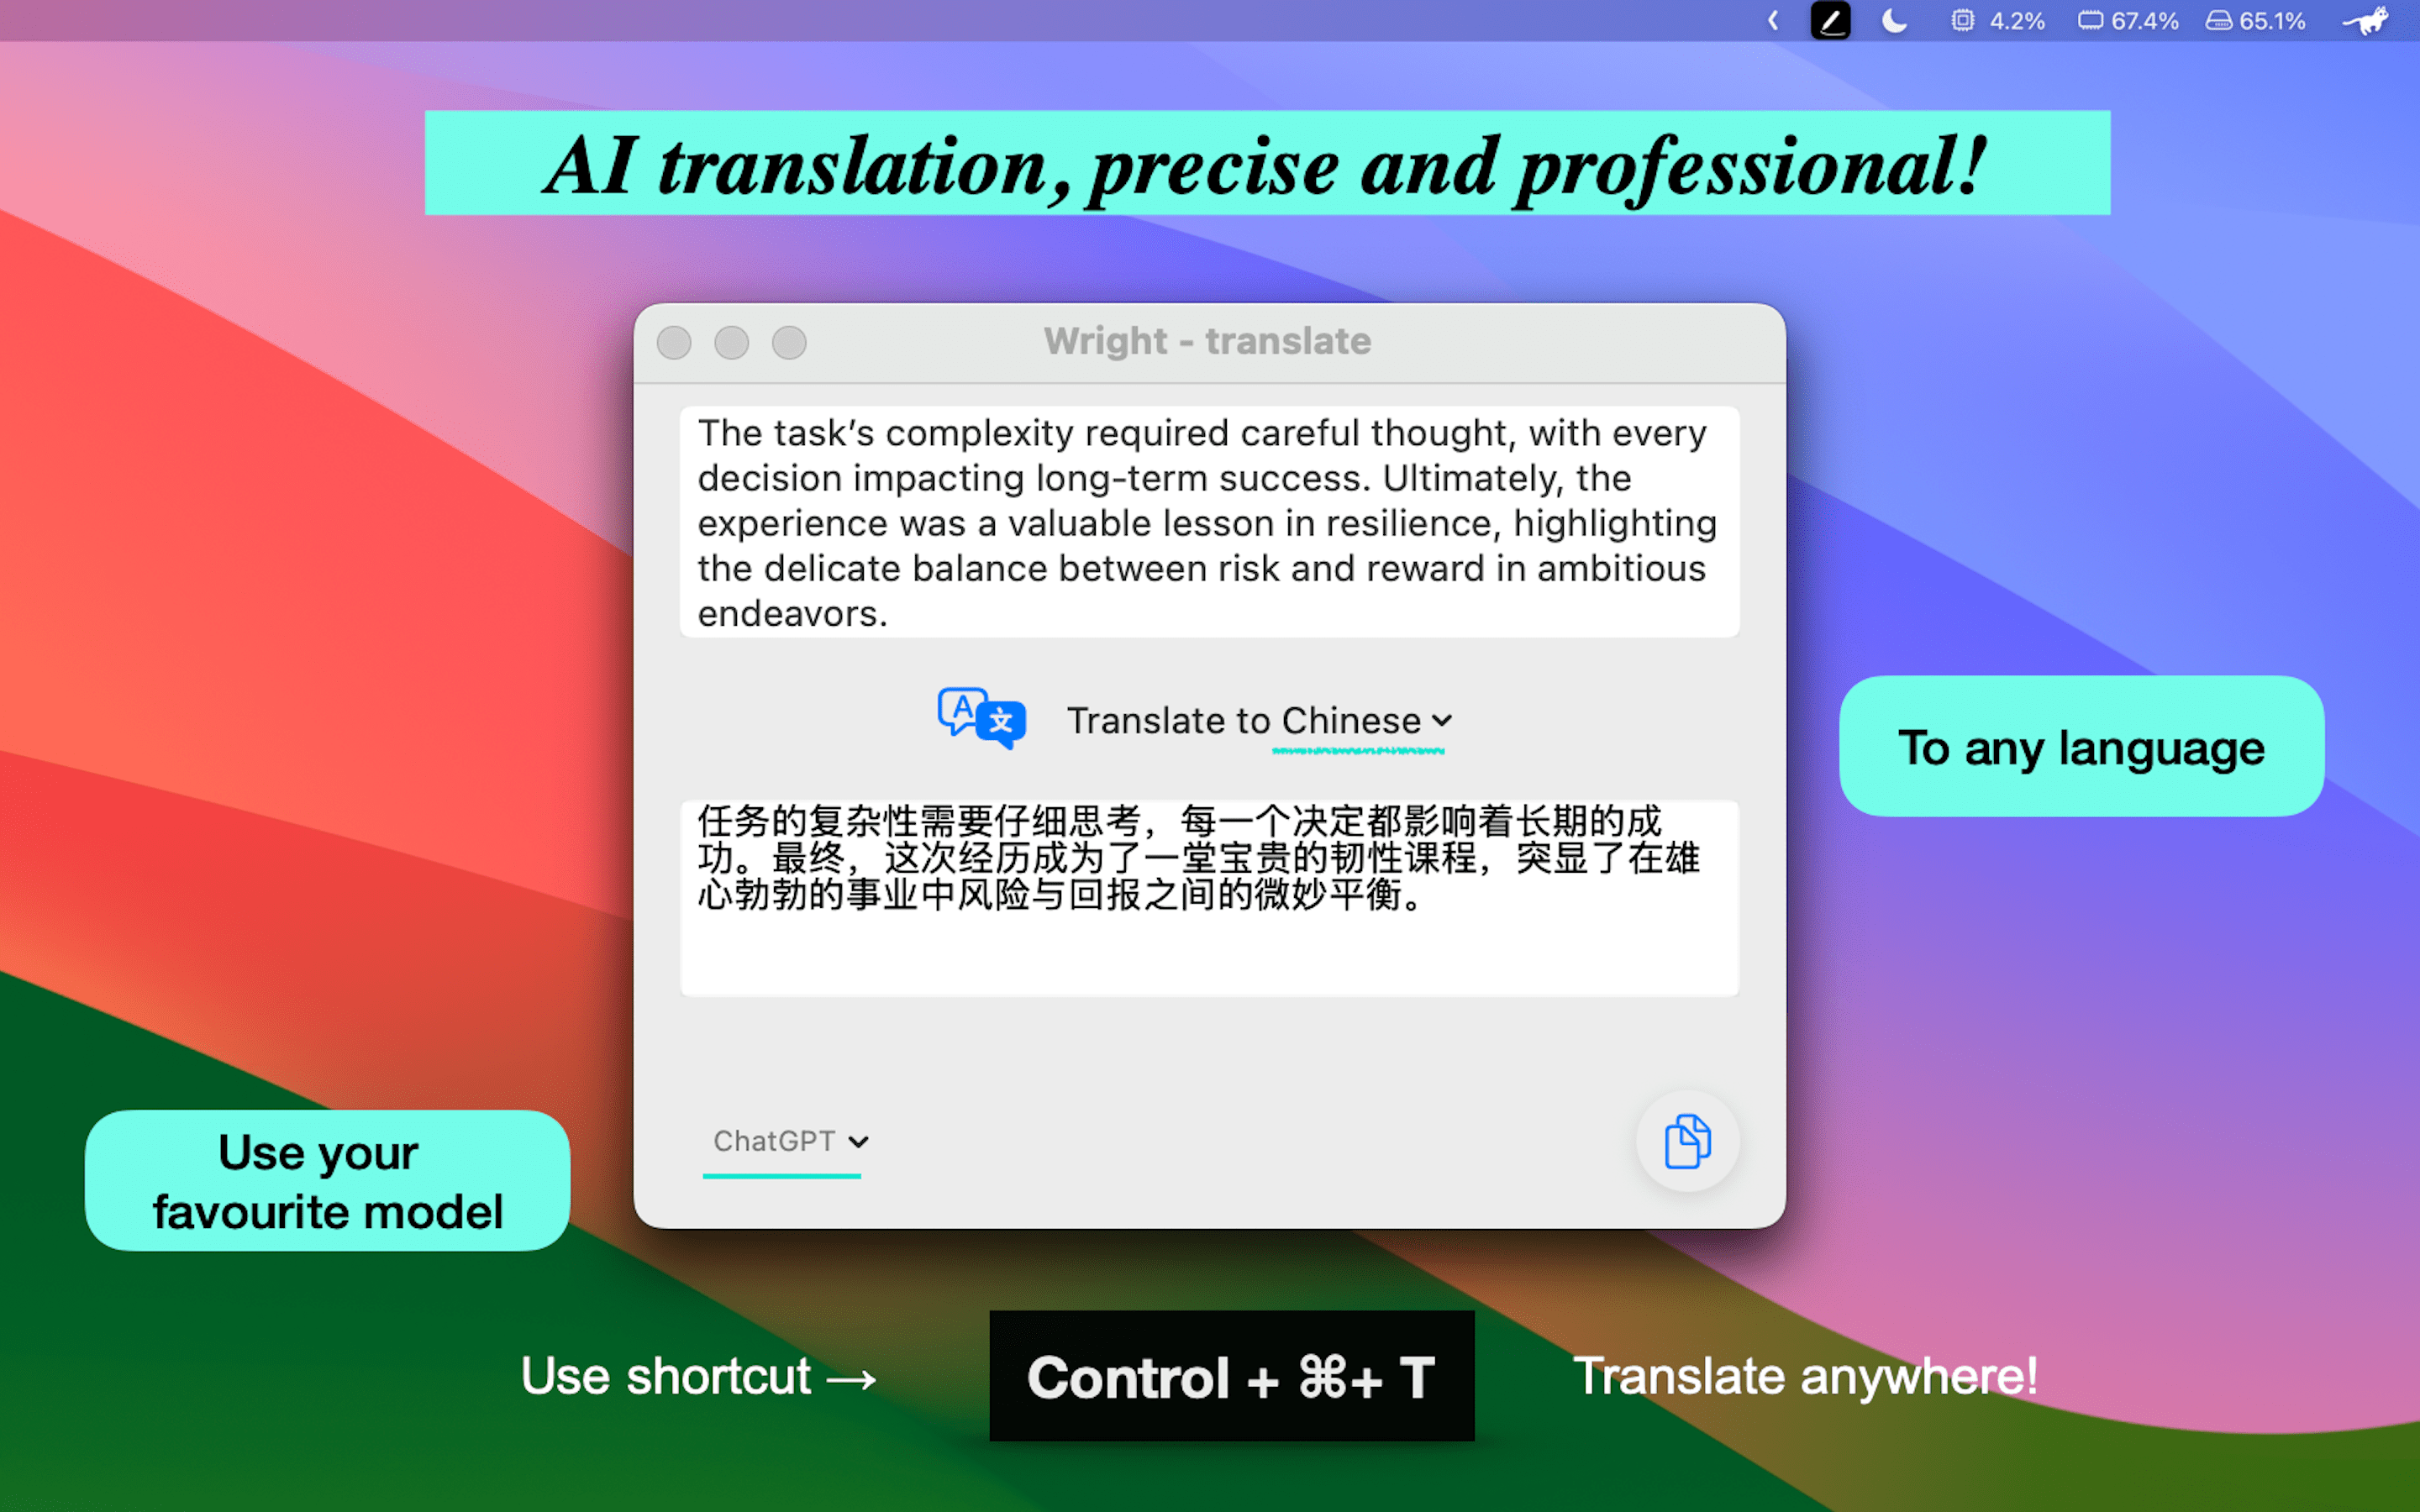 4.2% 67.4% 65.1%
AI translation, precise and professional!
Wright - translate
The task’s complexity required careful thought, with every
decision impacting long-term success. Ultimately, the
experience was a valuable lesson in resilience, highlighting
the delicate balance between risk and reward in ambitious
endeavors.
A 文
Translate to Chinese
To any language
任务的复杂性需要仔细思考，每一个决定都影响着长期的成
功。最终，这次经历成为了一堂宝贵的韧性课程，突显了在雄
心勃勃的事业中风险与回报之间的微妙平衡。
Use your
favourite model
ChatGPT
Use shortcut →
Control + ⌘+ T
Translate anywhere!